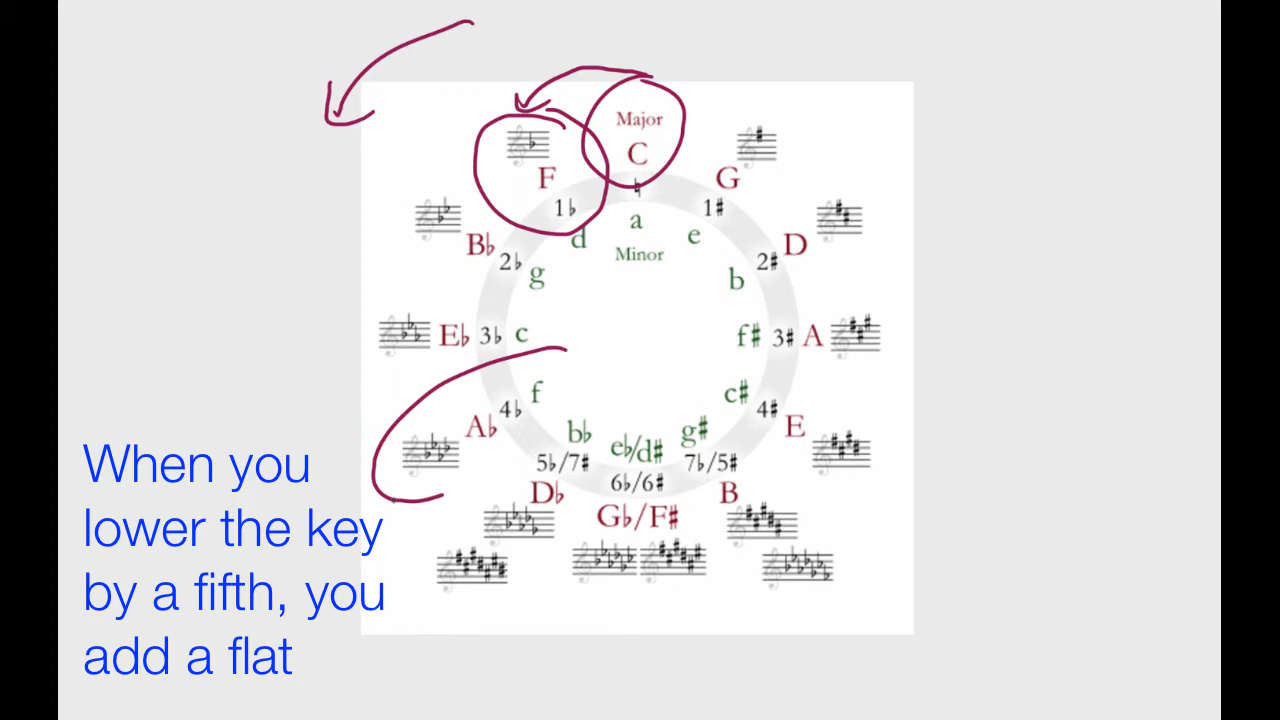 Major
C
F
G
♮
1♭
1♯
a
d
e
Minor
B♭
D
2♭
2♯
g
b
E♭
3♭
c
f♯
3♯
A
f
c♯
4♭
4♯
A♭
E
b♭
e♭/d♯
g♯
5♭/7♯
6♭/6♯
7♭/5♯
D♭
G♭/F♯
B
When you
lower the key
by a fifth, you
add a flat